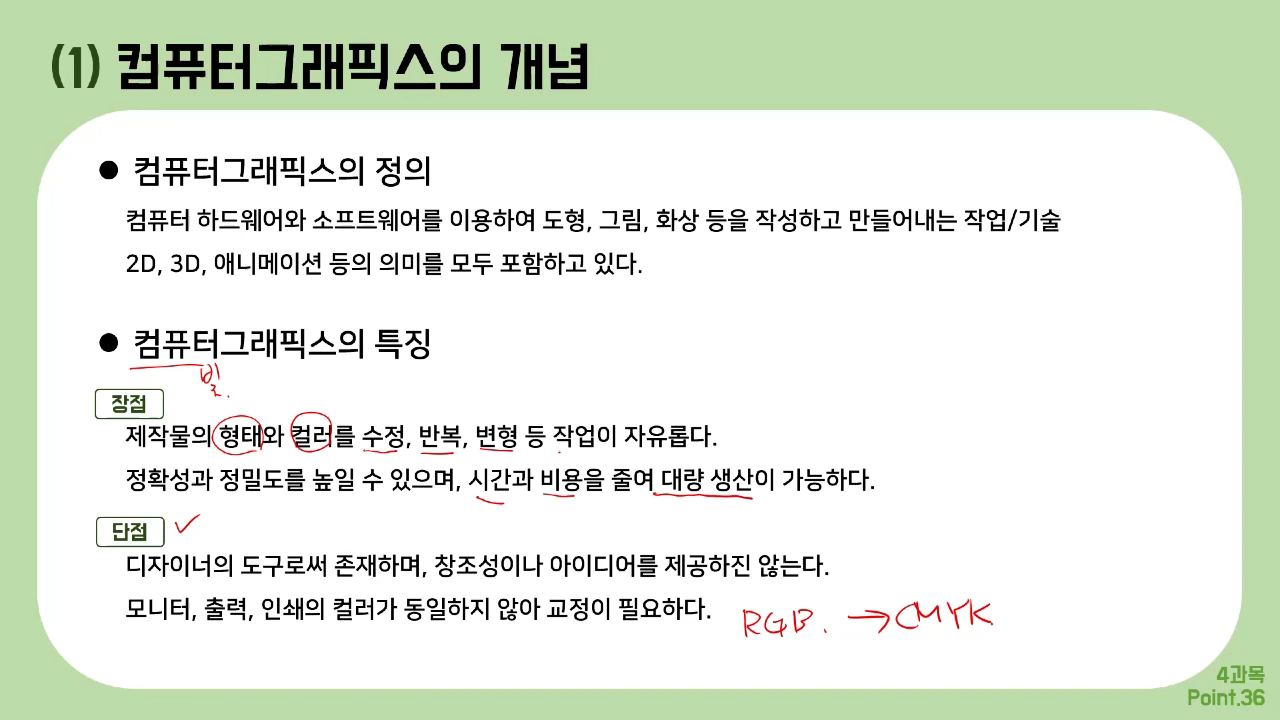 (1) 컴퓨터그래픽스의 개념
● 컴퓨터그래픽스의 정의
컴퓨터 하드웨어와 소프트웨어를 이용하여 도형, 그림, 화상 등을 작성하고 만들어내는 작업/기술
2D, 3D, 애니메이션 등의 의미를 모두 포함하고 있다.
● 컴퓨터그래픽스의 특징
장점
제작물의 형태와 컬러를 수정, 반복, 변형 등 작업이 자유롭다.
정확성과 정밀도를 높일 수 있으며, 시간과 비용을 줄여 대량 생산이 가능하다.
단점
디자이너의 도구로써 존재하며, 창조성이나 아이디어를 제공하진 않는다.
모니터, 출력, 인쇄의 컬러가 동일하지 않아 교정이 필요하다.
RGB. → CMYK
4과목
Point.36